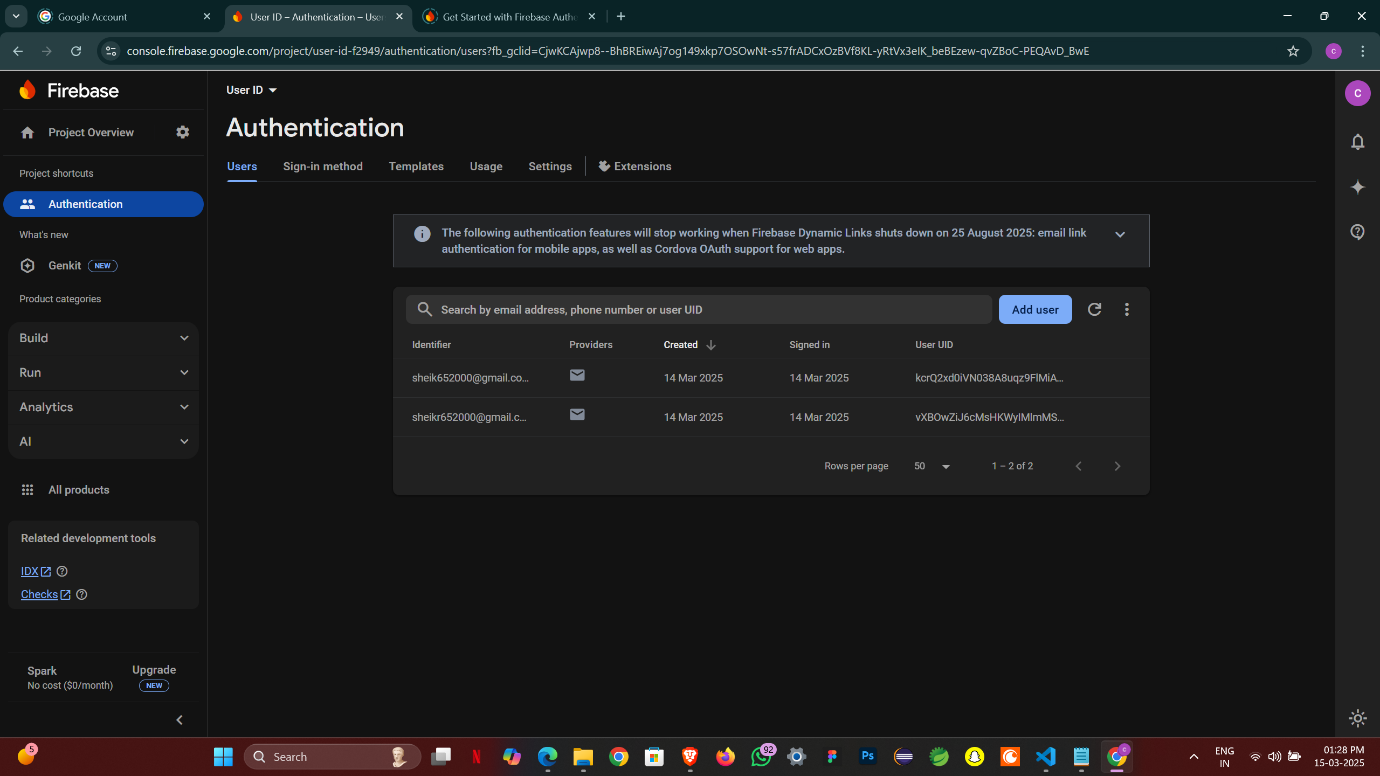 Google Account
User ID – Authentication – User
Get Started with Firebase Authe
console.firebase.google.com/project/user-id-f2949/authentication/users?fb_gclid=CjwKCAjwp8--BhBREiwAj7og149xkp7OSOwNt-s57frADCxOzBVf8KL-yRtVx3eIK_beBEzew-qvZBoC-PEQAvD_BwE
C
Firebase
User ID
C
Authentication
Project Overview
Users Sign-in method Templates Usage Settings Extensions
Project shortcuts
Authentication
What's new
Genkit NEW
Product categories
Build
Run
Analytics
AI
All products
Related development tools
IDX
Checks
Spark Upgrade
No cost ($0/month) NEW
The following authentication features will stop working when Firebase Dynamic Links shuts down on 25 August 2025: email link
authentication for mobile apps, as well as Cordova OAuth support for web apps.
Search by email address, phone number or user UID Add user
Identifier Providers Created Signed in User UID
sheik652000@gmail.co... 14 Mar 2025 14 Mar 2025 kcrQ2xd0iVN038A8uqz9FlMiA...
sheikr652000@gmail.c... 14 Mar 2025 14 Mar 2025 vXBOwZiJ6cMsHKWyIMlmMS...
Rows per page 50 1 – 2 of 2
5
Search
92
Ps
C
ENG
IN
01:28 PM
15-03-2025